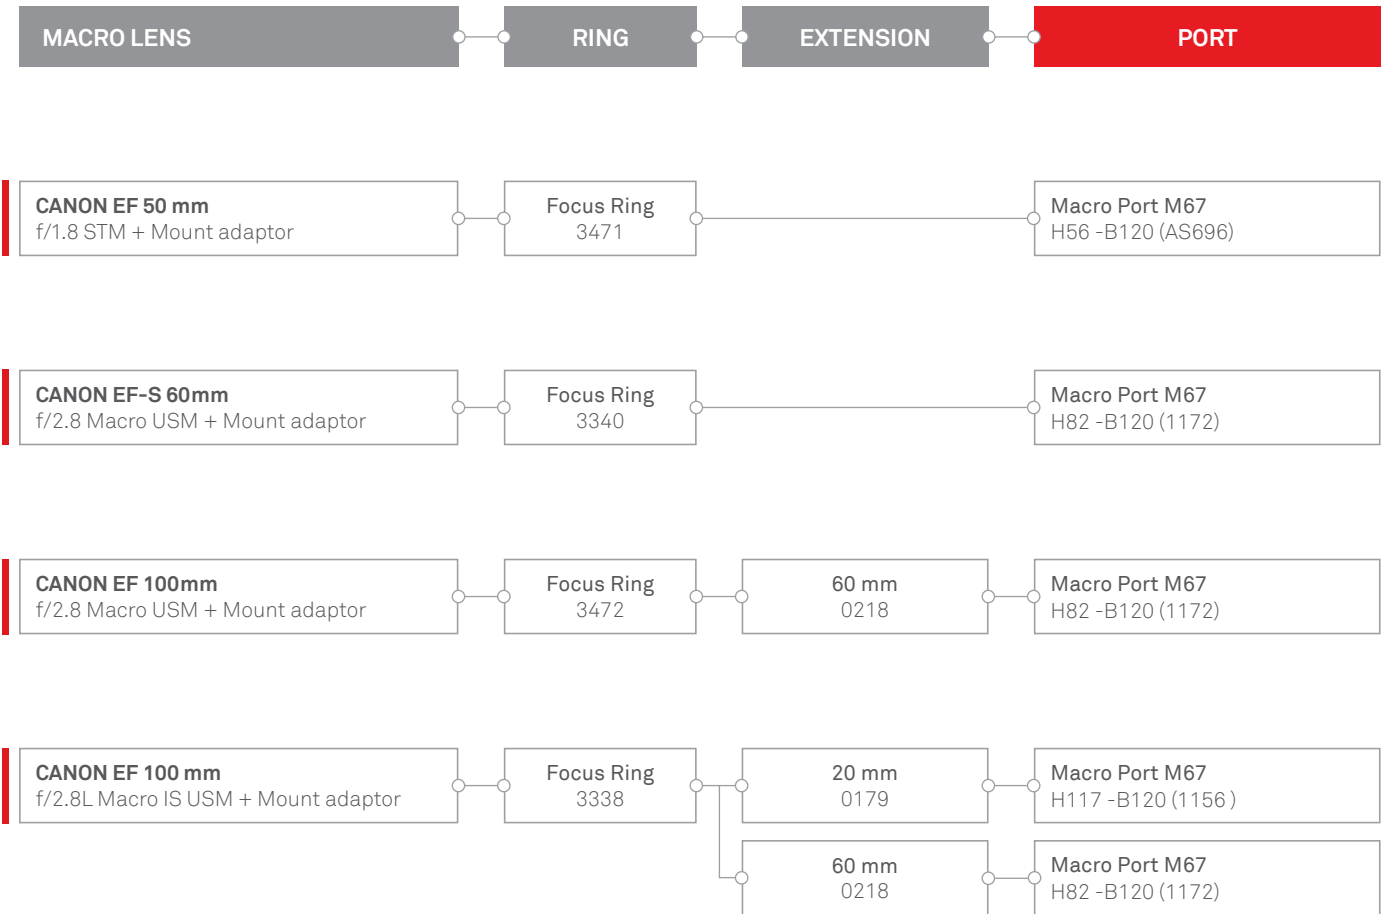 MACRO LENS
RING
EXTENSION
PORT
CANON EF 50 mm
f/1.8 STM + Mount adaptor
Focus Ring
3471
Macro Port M67
H56 -B120 (AS696)
CANON EF-S 60mm
f/2.8 Macro USM + Mount adaptor
Focus Ring
3340
Macro Port M67
H82 -B120 (1172)
CANON EF 100mm
f/2.8 Macro USM + Mount adaptor
Focus Ring
3472
60 mm
0218
Macro Port M67
H82 -B120 (1172)
CANON EF 100 mm
f/2.8L Macro IS USM + Mount adaptor
Focus Ring
3338
20 mm
0179
Macro Port M67
H117 -B120 (1156 )
60 mm
0218
Macro Port M67
H82 -B120 (1172)